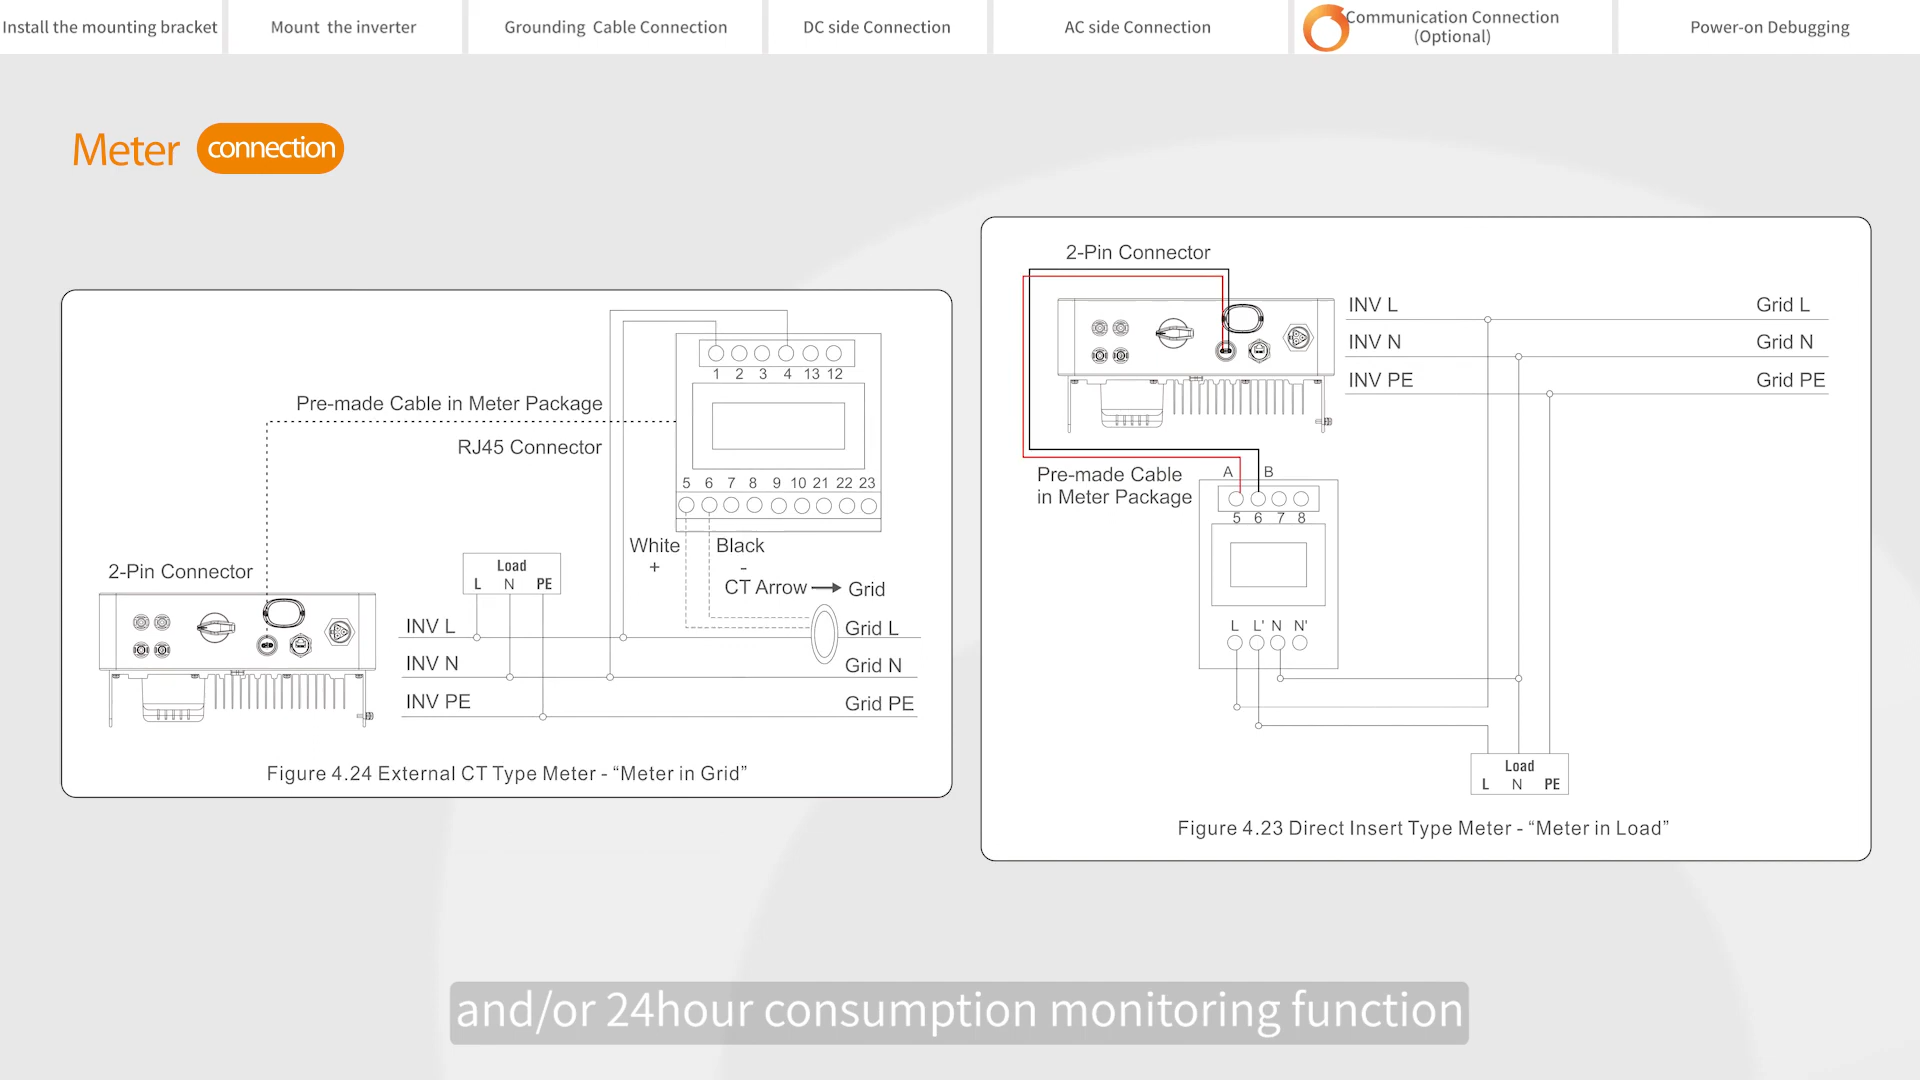 Install the mounting bracket
Mount the inverter
Grounding Cable Connection
DC side Connection
AC side Connection
Communication Connection
(Optional)
Power-on Debugging
Meter connection
1 2 3 4 13 12
Pre-made Cable in Meter Package
RJ45 Connector
5 6 7 8 9 10 21 22 23
White Black
+ -
CT Arrow Grid
2-Pin Connector
Load
L N PE
INV L Grid L
INV N Grid N
INV PE Grid PE
Figure 4.24 External CT Type Meter - “Meter in Grid”
2-Pin Connector
INV L Grid L
INV N Grid N
INV PE Grid PE
Pre-made Cable
in Meter Package
A B
5 6 7 8
L L' N N'
Load
L N PE
Figure 4.23 Direct Insert Type Meter - “Meter in Load”
and/or 24hour consumption monitoring function